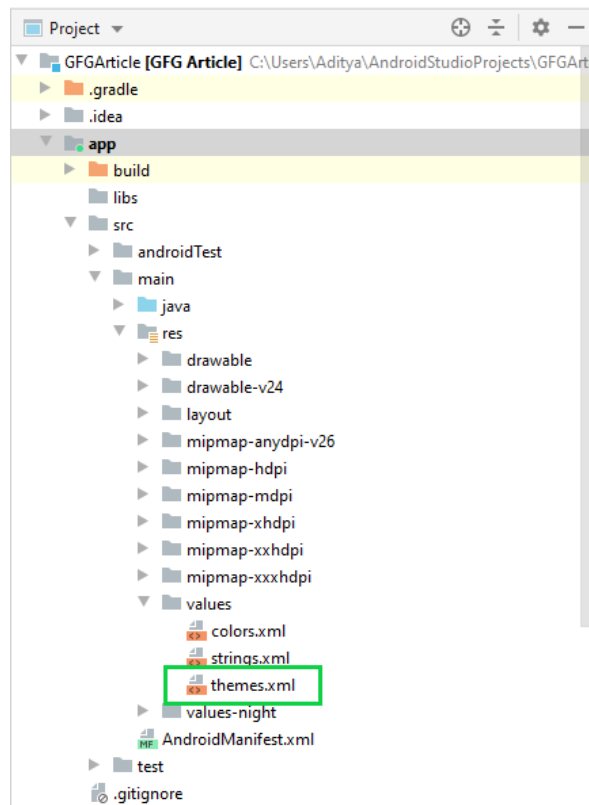 Project
GFGArticle [GFG Article] C:\Users\Aditya\AndroidStudioProjects\GFGArt
.gradle
.idea
app
build
libs
src
androidTest
main
java
res
drawable
drawable-v24
layout
mipmap-anydpi-v26
mipmap-hdpi
mipmap-mdpi
mipmap-xhdpi
mipmap-xxhdpi
mipmap-xxxhdpi
values
colors.xml
strings.xml
themes.xml
values-night
MF AndroidManifest.xml
test
.gitignore